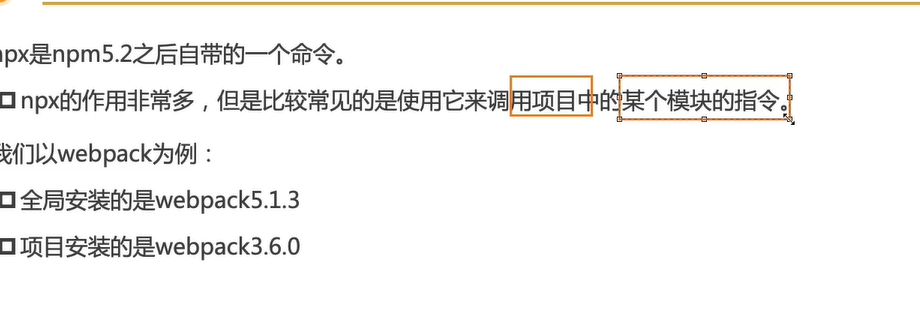 npx是npm5.2之后自带的一个命令。
npx的作用非常多，但是比较常见的是使用它来调用项目中的某个模块的指令。
我们以webpack为例：
全局安装的是webpack5.1.3
项目安装的是webpack3.6.0